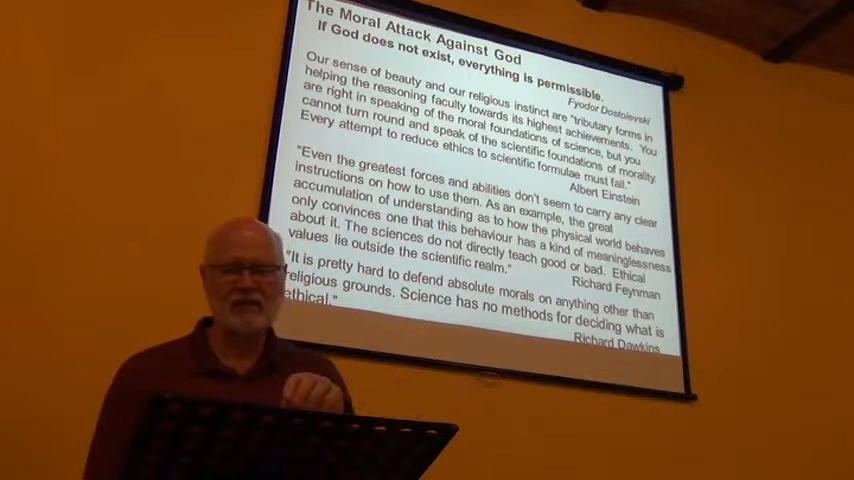 The Moral Attack Against God
If God does not exist, everything is permissible.
Fyodor Dostoievski
Our sense of beauty and our religious instinct are "tributary forms in
helping the reasoning faculty towards its highest achievements. You
are right in speaking of the moral foundations of science, but you
cannot turn round and speak of the scientific foundations of morality.
Every attempt to reduce ethics to scientific formulae must fail."
Albert Einstein
"Even the greatest forces and abilities don't seem to carry any clear
instructions on how to use them. As an example, the great
accumulation of understanding as to how the physical world behaves
only convinces one that this behaviour has a kind of meaninglessness
about it. The sciences do not directly teach good or bad. Ethical
values lie outside the scientific realm."
Richard Feynman
"It is pretty hard to defend absolute morals on anything other than
religious grounds. Science has no methods for deciding what is
ethical."
Richard Dawkins